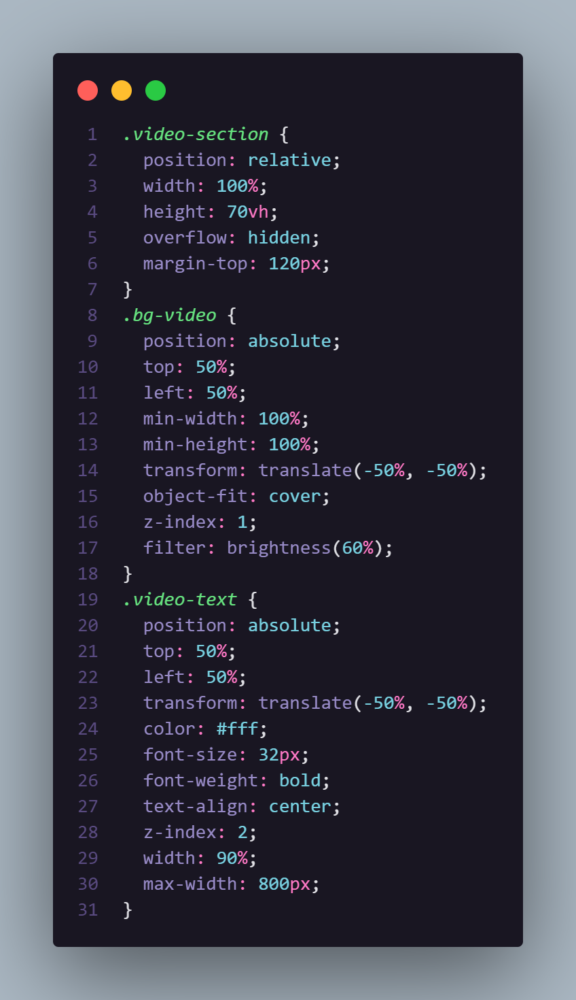 1 .video-section {
2   position: relative;
3   width: 100%;
4   height: 70vh;
5   overflow: hidden;
6   margin-top: 120px;
7 }
8 .bg-video {
9   position: absolute;
10   top: 50%;
11   left: 50%;
12   min-width: 100%;
13   min-height: 100%;
14   transform: translate(-50%, -50%);
15   object-fit: cover;
16   z-index: 1;
17   filter: brightness(60%);
18 }
19 .video-text {
20   position: absolute;
21   top: 50%;
22   left: 50%;
23   transform: translate(-50%, -50%);
24   color: #fff;
25   font-size: 32px;
26   font-weight: bold;
27   text-align: center;
28   z-index: 2;
29   width: 90%;
30   max-width: 800px;
31 }